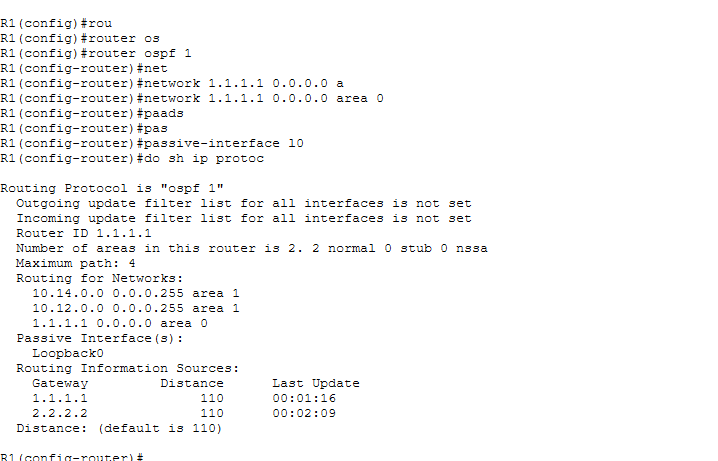 R1(config)#rou
R1(config)#router os
R1(config)#router ospf 1
R1(config-router)#net
R1(config-router)#network 1.1.1.1 0.0.0.0 a
R1(config-router)#network 1.1.1.1 0.0.0.0 area 0
R1(config-router)#paads
R1(config-router)#pas
R1(config-router)#passive-interface l0
R1(config-router)#do sh ip protoc
Routing Protocol is "ospf 1"
Outgoing update filter list for all interfaces is not set
Incoming update filter list for all interfaces is not set
Router ID 1.1.1.1
Number of areas in this router is 2. 2 normal 0 stub 0 nssa
Maximum path: 4
Routing for Networks:
10.14.0.0 0.0.0.255 area 1
10.12.0.0 0.0.0.255 area 1
1.1.1.1 0.0.0.0 area 0
Passive Interface(s):
Loopback0
Routing Information Sources:
Gateway Distance Last Update
1.1.1.1 110 00:01:16
2.2.2.2 110 00:02:09
Distance: (default is 110)
R1(config-router)#